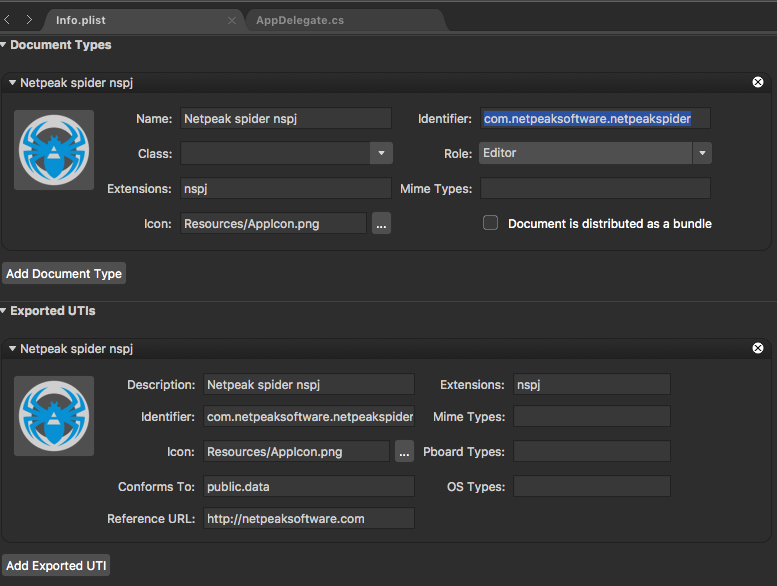 Info.plist AppDelegate.cs
Document Types
Netpeak spider nspj
Name: Netpeak spider nspj Identifier: com.netpeaksoftware.netpeakspider
Class: Role: Editor
Extensions: nspj Mime Types:
Icon: Resources/AppIcon.png ... Document is distributed as a bundle
Add Document Type
Exported UTIs
Netpeak spider nspj
Description: Netpeak spider nspj Extensions: nspj
Identifier: com.netpeaksoftware.netpeakspider Mime Types:
Icon: Resources/AppIcon.png ... Pboard Types:
Conforms To: public.data OS Types:
Reference URL: http://netpeaksoftware.com
Add Exported UTI